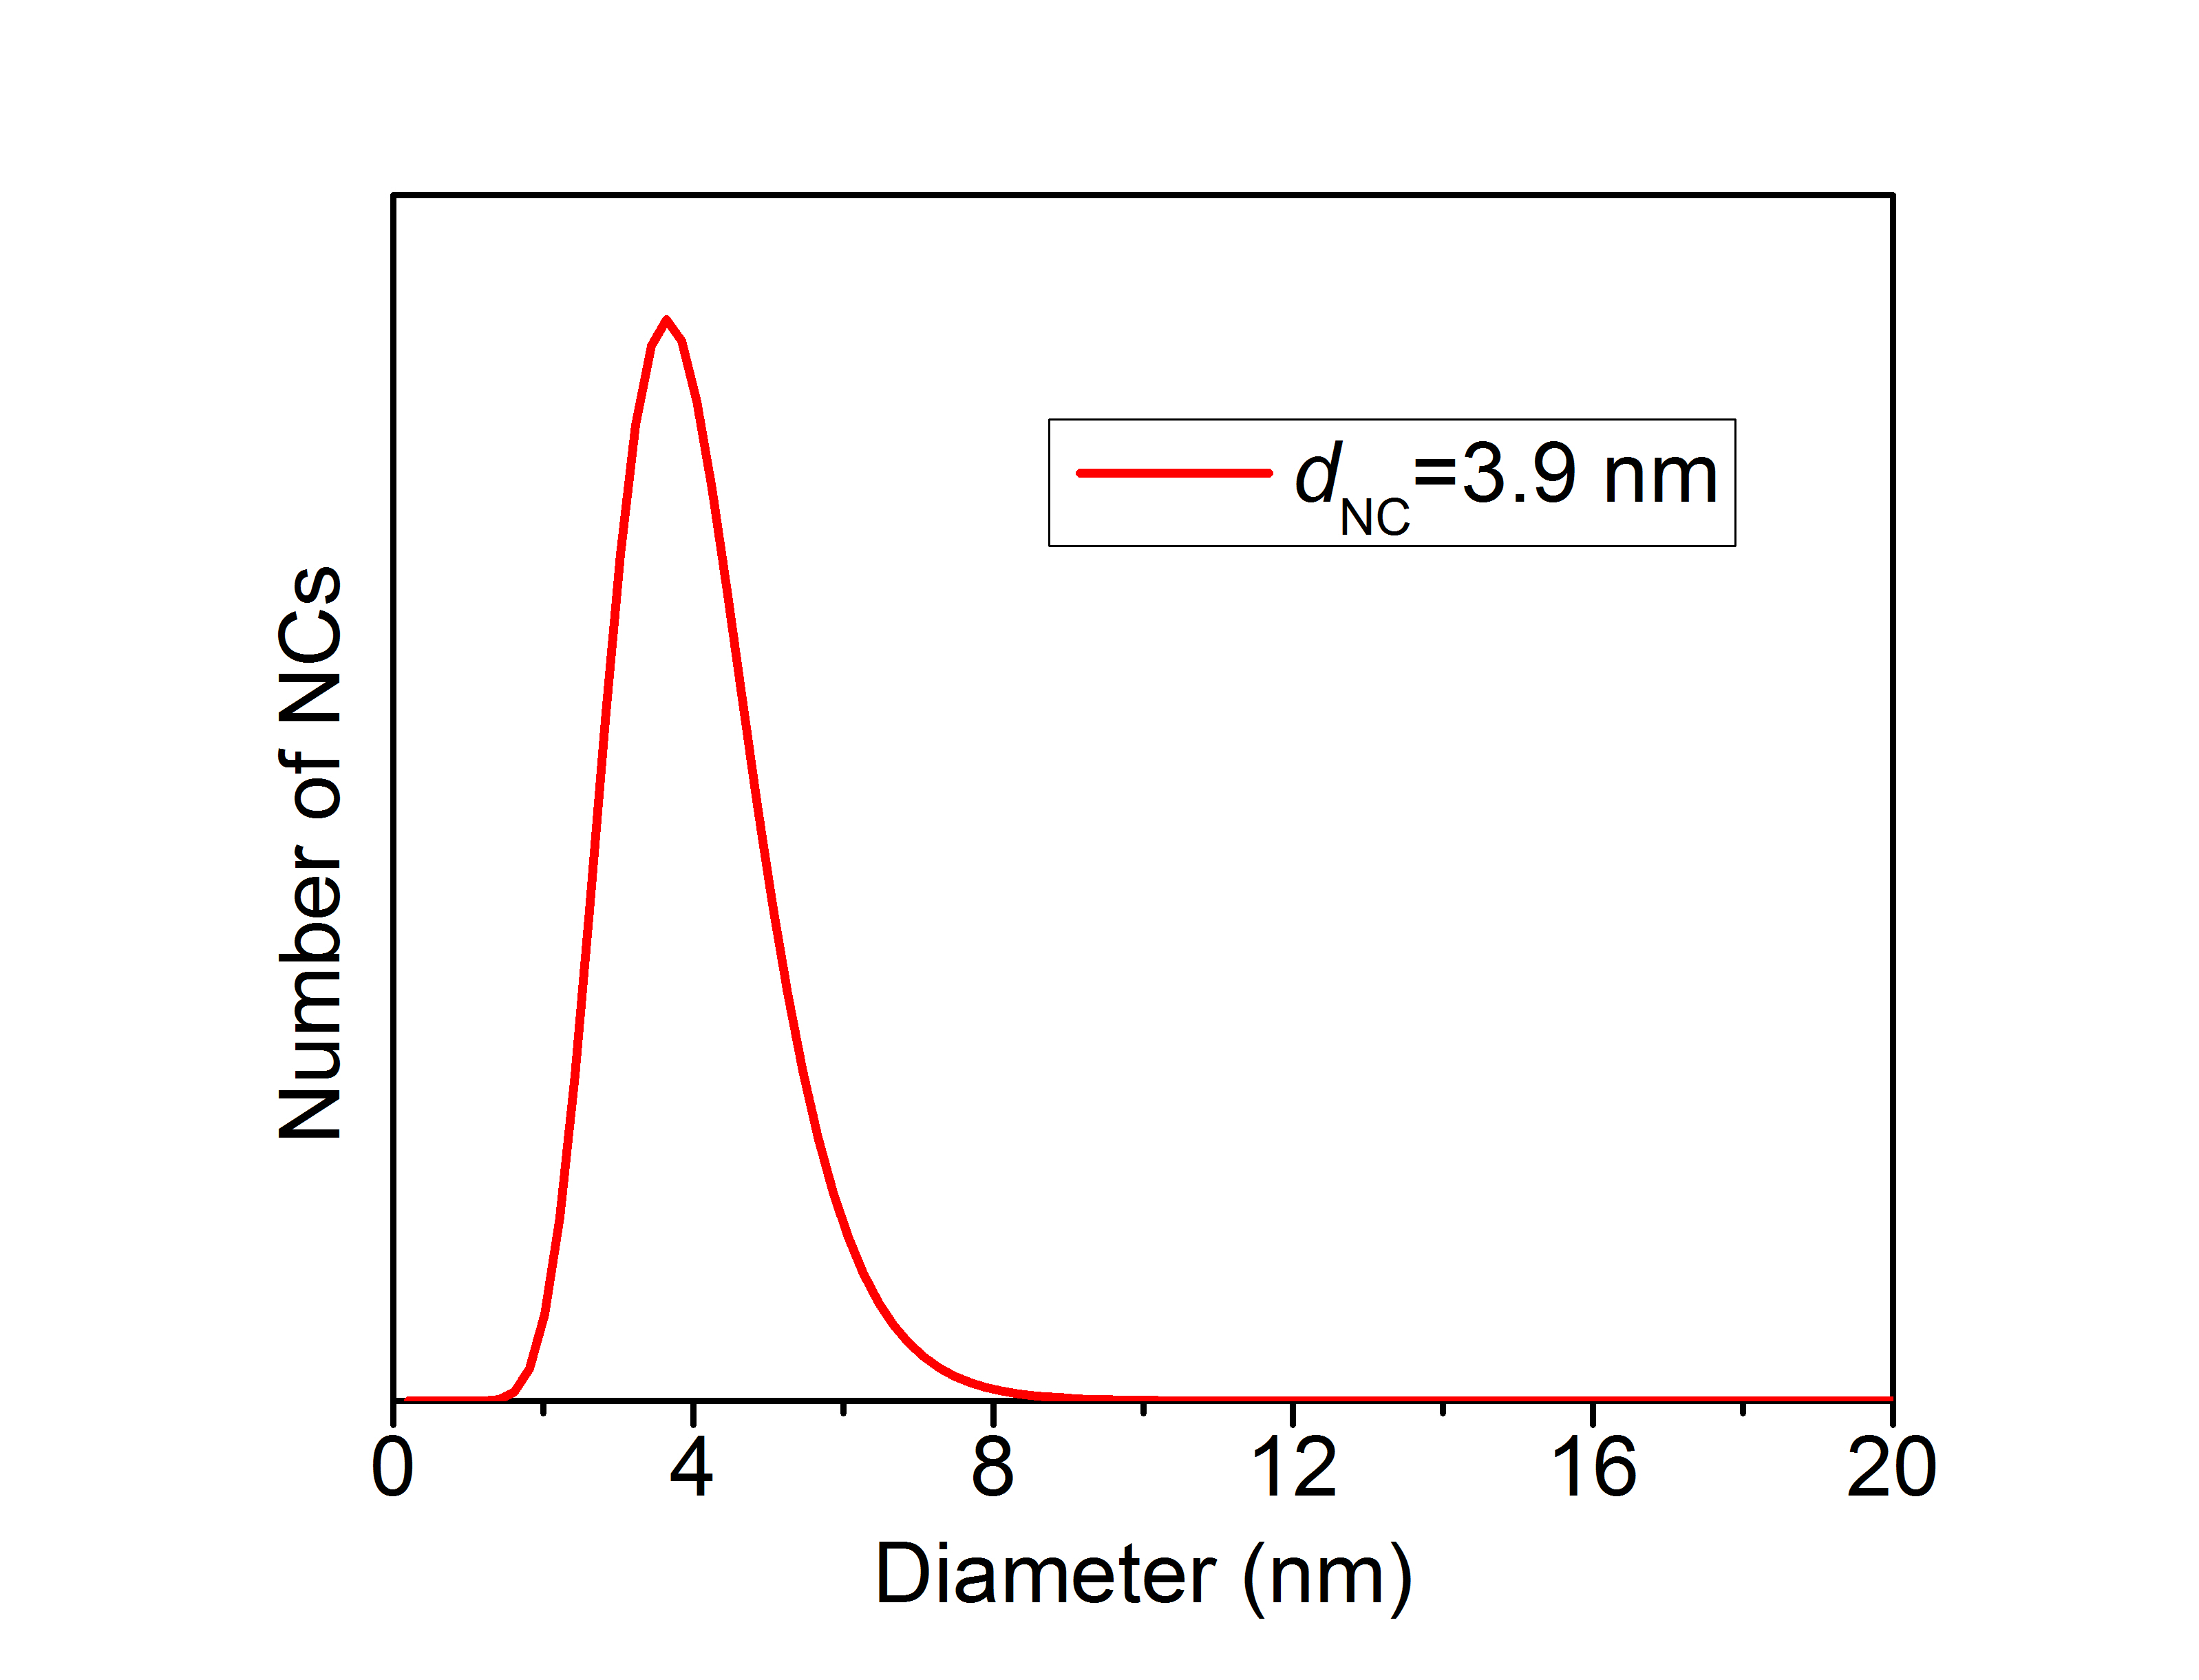 Number of NCs
d_NC=3.9 nm
0 4 8 12 16 20
Diameter (nm)